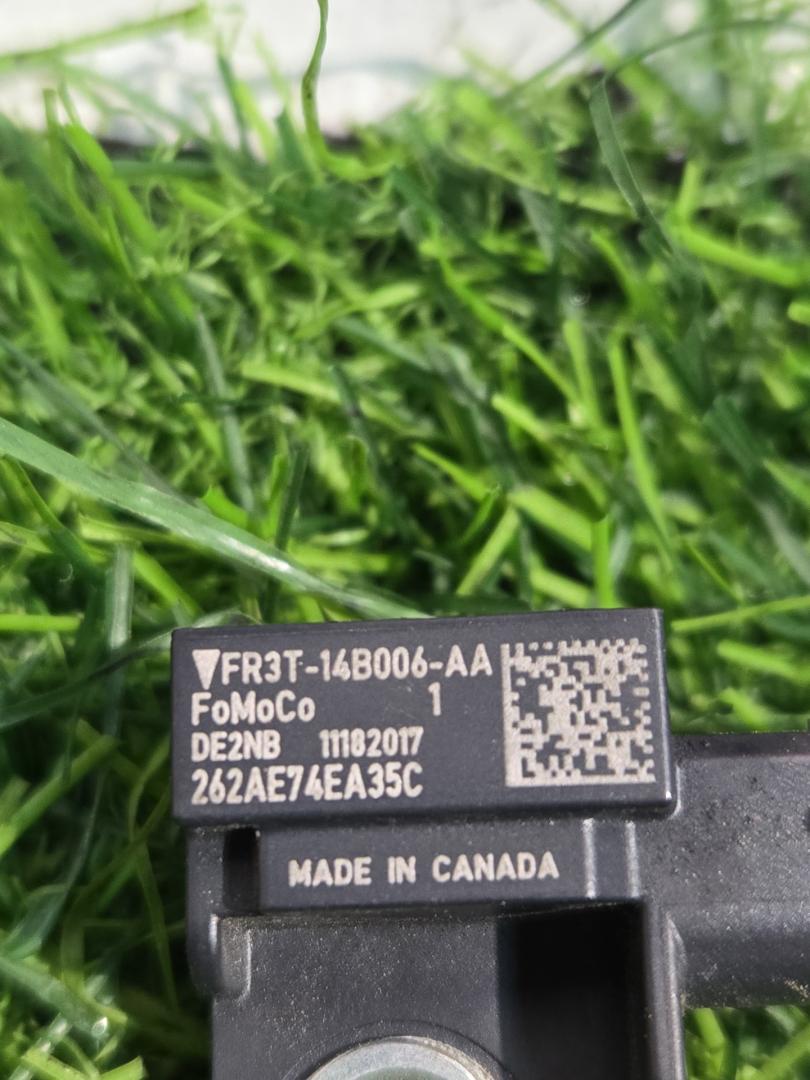 FR3T-14B006-AA
FoMoCo 1
DE2NB 11182017
262AE74EA35C
MADE IN CANADA